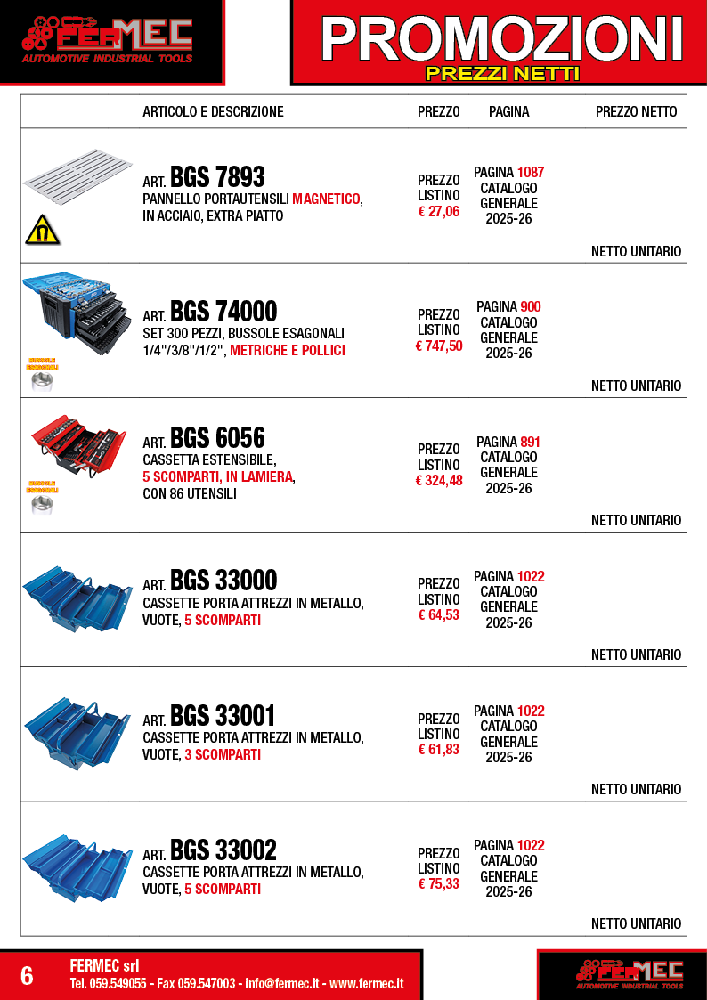 FERMEC
AUTOMOTIVE INDUSTRIAL TOOLS
PROMOZIONI
PREZZI NETTI
ARTICOLO E DESCRIZIONE PREZZO PAGINA PREZZO NETTO
ART. BGS 7893
PANNELLO PORTAUTENSILI MAGNETICO,
IN ACCIAIO, EXTRA PIATTO
PREZZO
LISTINO
€ 27,06
PAGINA 1087
CATALOGO
GENERALE
2025-26
NETTO UNITARIO
BUSSOLE
ESAGONALI
ART. BGS 74000
SET 300 PEZZI, BUSSOLE ESAGONALI
1/4"/3/8"/1/2", METRICHE E POLLICI
PREZZO
LISTINO
€ 747,50
PAGINA 900
CATALOGO
GENERALE
2025-26
NETTO UNITARIO
BUSSOLE
ESAGONALI
ART. BGS 6056
CASSETTA ESTENSIBILE,
5 SCOMPARTI, IN LAMIERA,
CON 86 UTENSILI
PREZZO
LISTINO
€ 324,48
PAGINA 891
CATALOGO
GENERALE
2025-26
NETTO UNITARIO
ART. BGS 33000
CASSETTE PORTA ATTREZZI IN METALLO,
VUOTE, 5 SCOMPARTI
PREZZO
LISTINO
€ 64,53
PAGINA 1022
CATALOGO
GENERALE
2025-26
NETTO UNITARIO
ART. BGS 33001
CASSETTE PORTA ATTREZZI IN METALLO,
VUOTE, 3 SCOMPARTI
PREZZO
LISTINO
€ 61,83
PAGINA 1022
CATALOGO
GENERALE
2025-26
NETTO UNITARIO
ART. BGS 33002
CASSETTE PORTA ATTREZZI IN METALLO,
VUOTE, 5 SCOMPARTI
PREZZO
LISTINO
€ 75,33
PAGINA 1022
CATALOGO
GENERALE
2025-26
NETTO UNITARIO
6
FERMEC srl
Tel. 059.549055 - Fax 059.547003 - info@fermec.it - www.fermec.it
FERMEC
AUTOMOTIVE INDUSTRIAL TOOLS